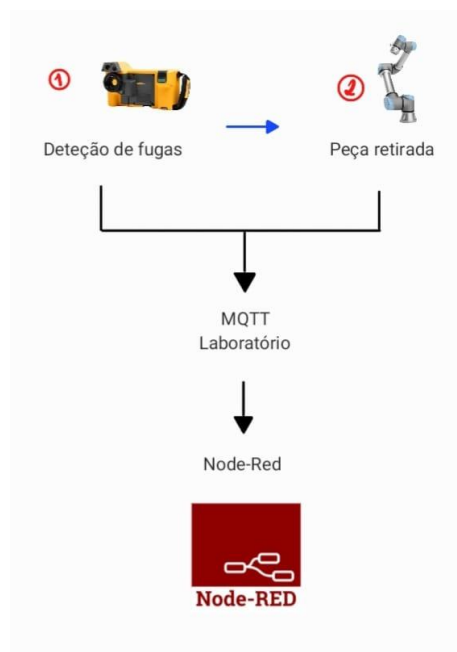 1
2
Deteção de fugas
Peça retirada
MQTT
Laboratório
Node-Red
Node-RED